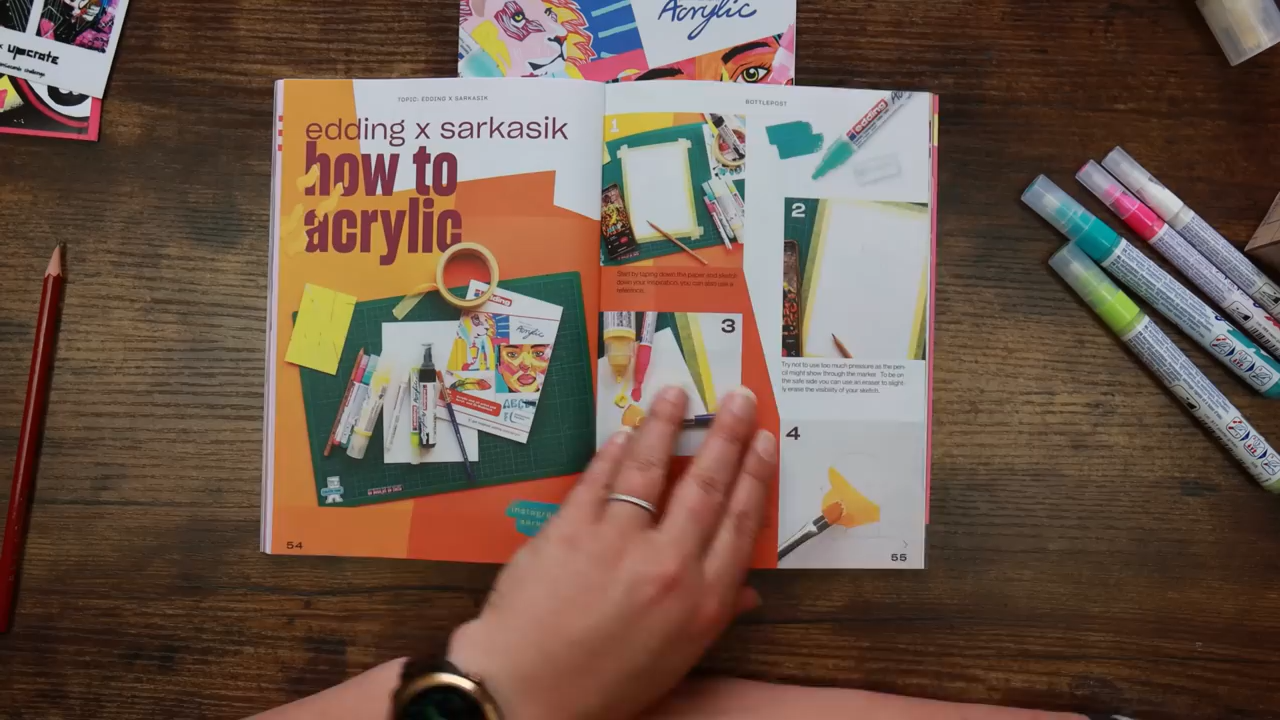 upcrate
Acrylic
TOPIC: EDDING X SARKASIK
edding x sarkasik
how to
acrylic
edding
Acrylic
54
BOTTLEPOST
1
edding
Start by taping down the paper and sketch
down your inspiration, you can also use a
reference.
2
Try not to use too much pressure as the pen-
cil might show through the marker. To be on
the safe side you can use an eraser to slight-
ly erase the visibility of your sketch.
3
4
55